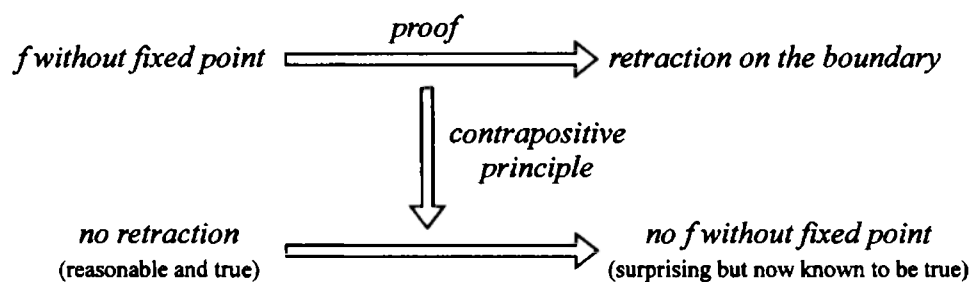 proof
f without fixed point
retraction on the boundary
contrapositive
principle
no retraction
no f without fixed point
(reasonable and true)
(surprising but now known to be true)